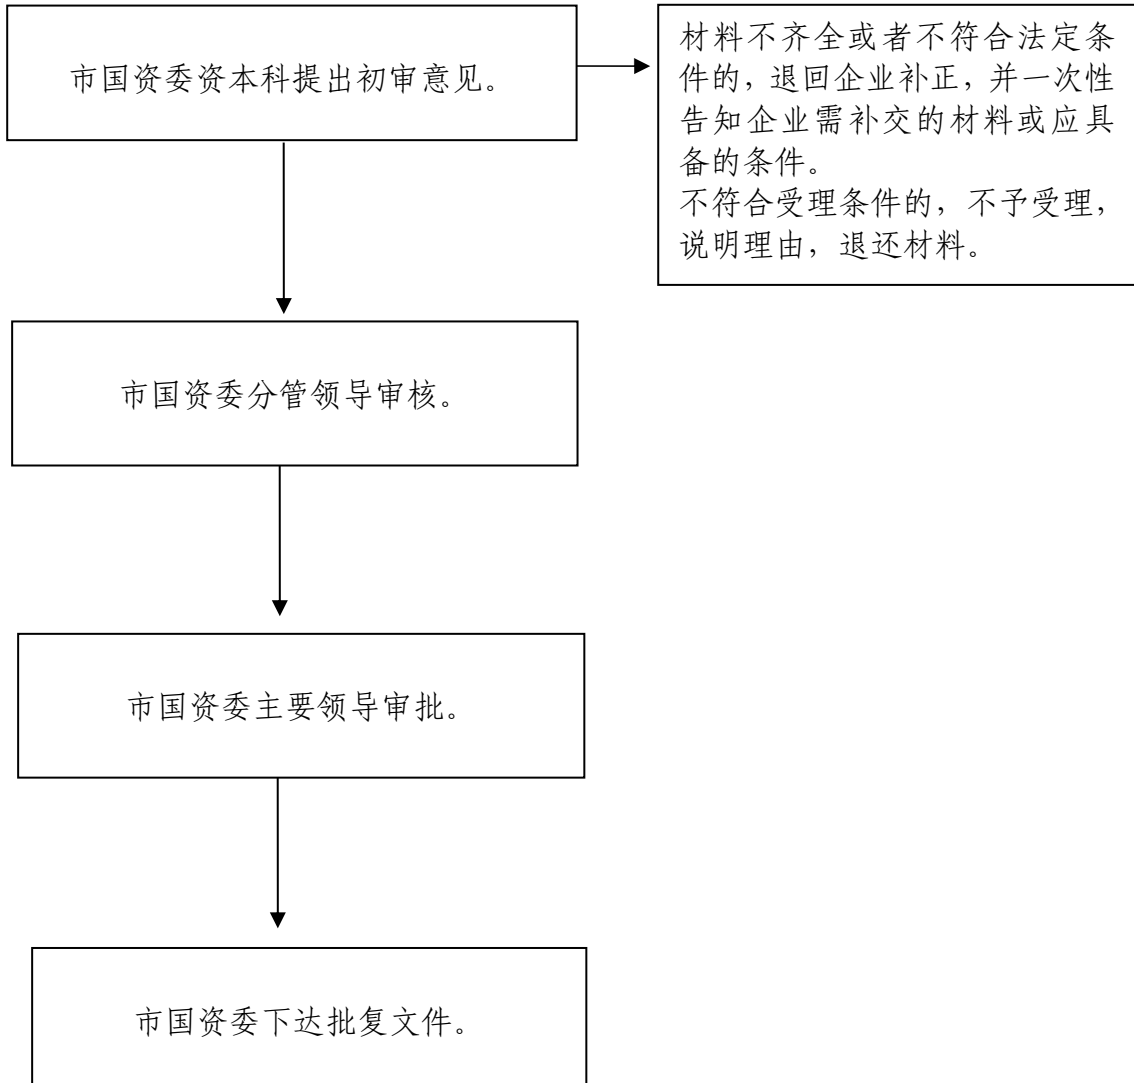 市国资委资本科提出初审意见。
材料不齐全或者不符合法定条
件的，退回企业补正，并一次性
告知企业需补交的材料或应具
备的条件。
不符合受理条件的，不予受理，
说明理由，退还材料。
市国资委分管领导审核。
市国资委主要领导审批。
市国资委下达批复文件。